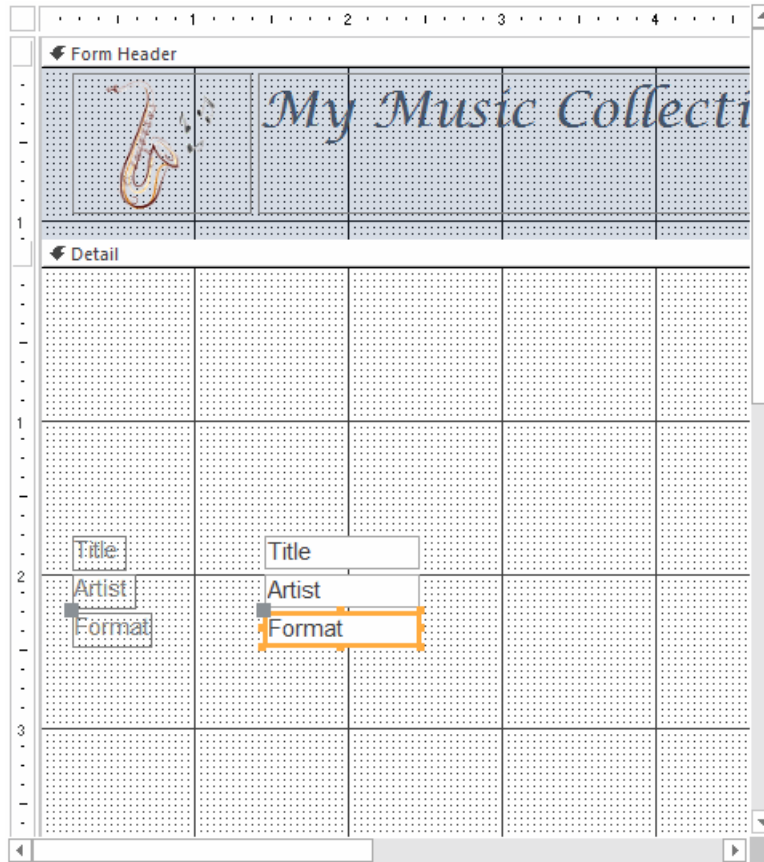 1 2 3 4
Form Header
My Music Collecti
1
Detail
1
Title Title
2
Artist Artist
Format Format
3